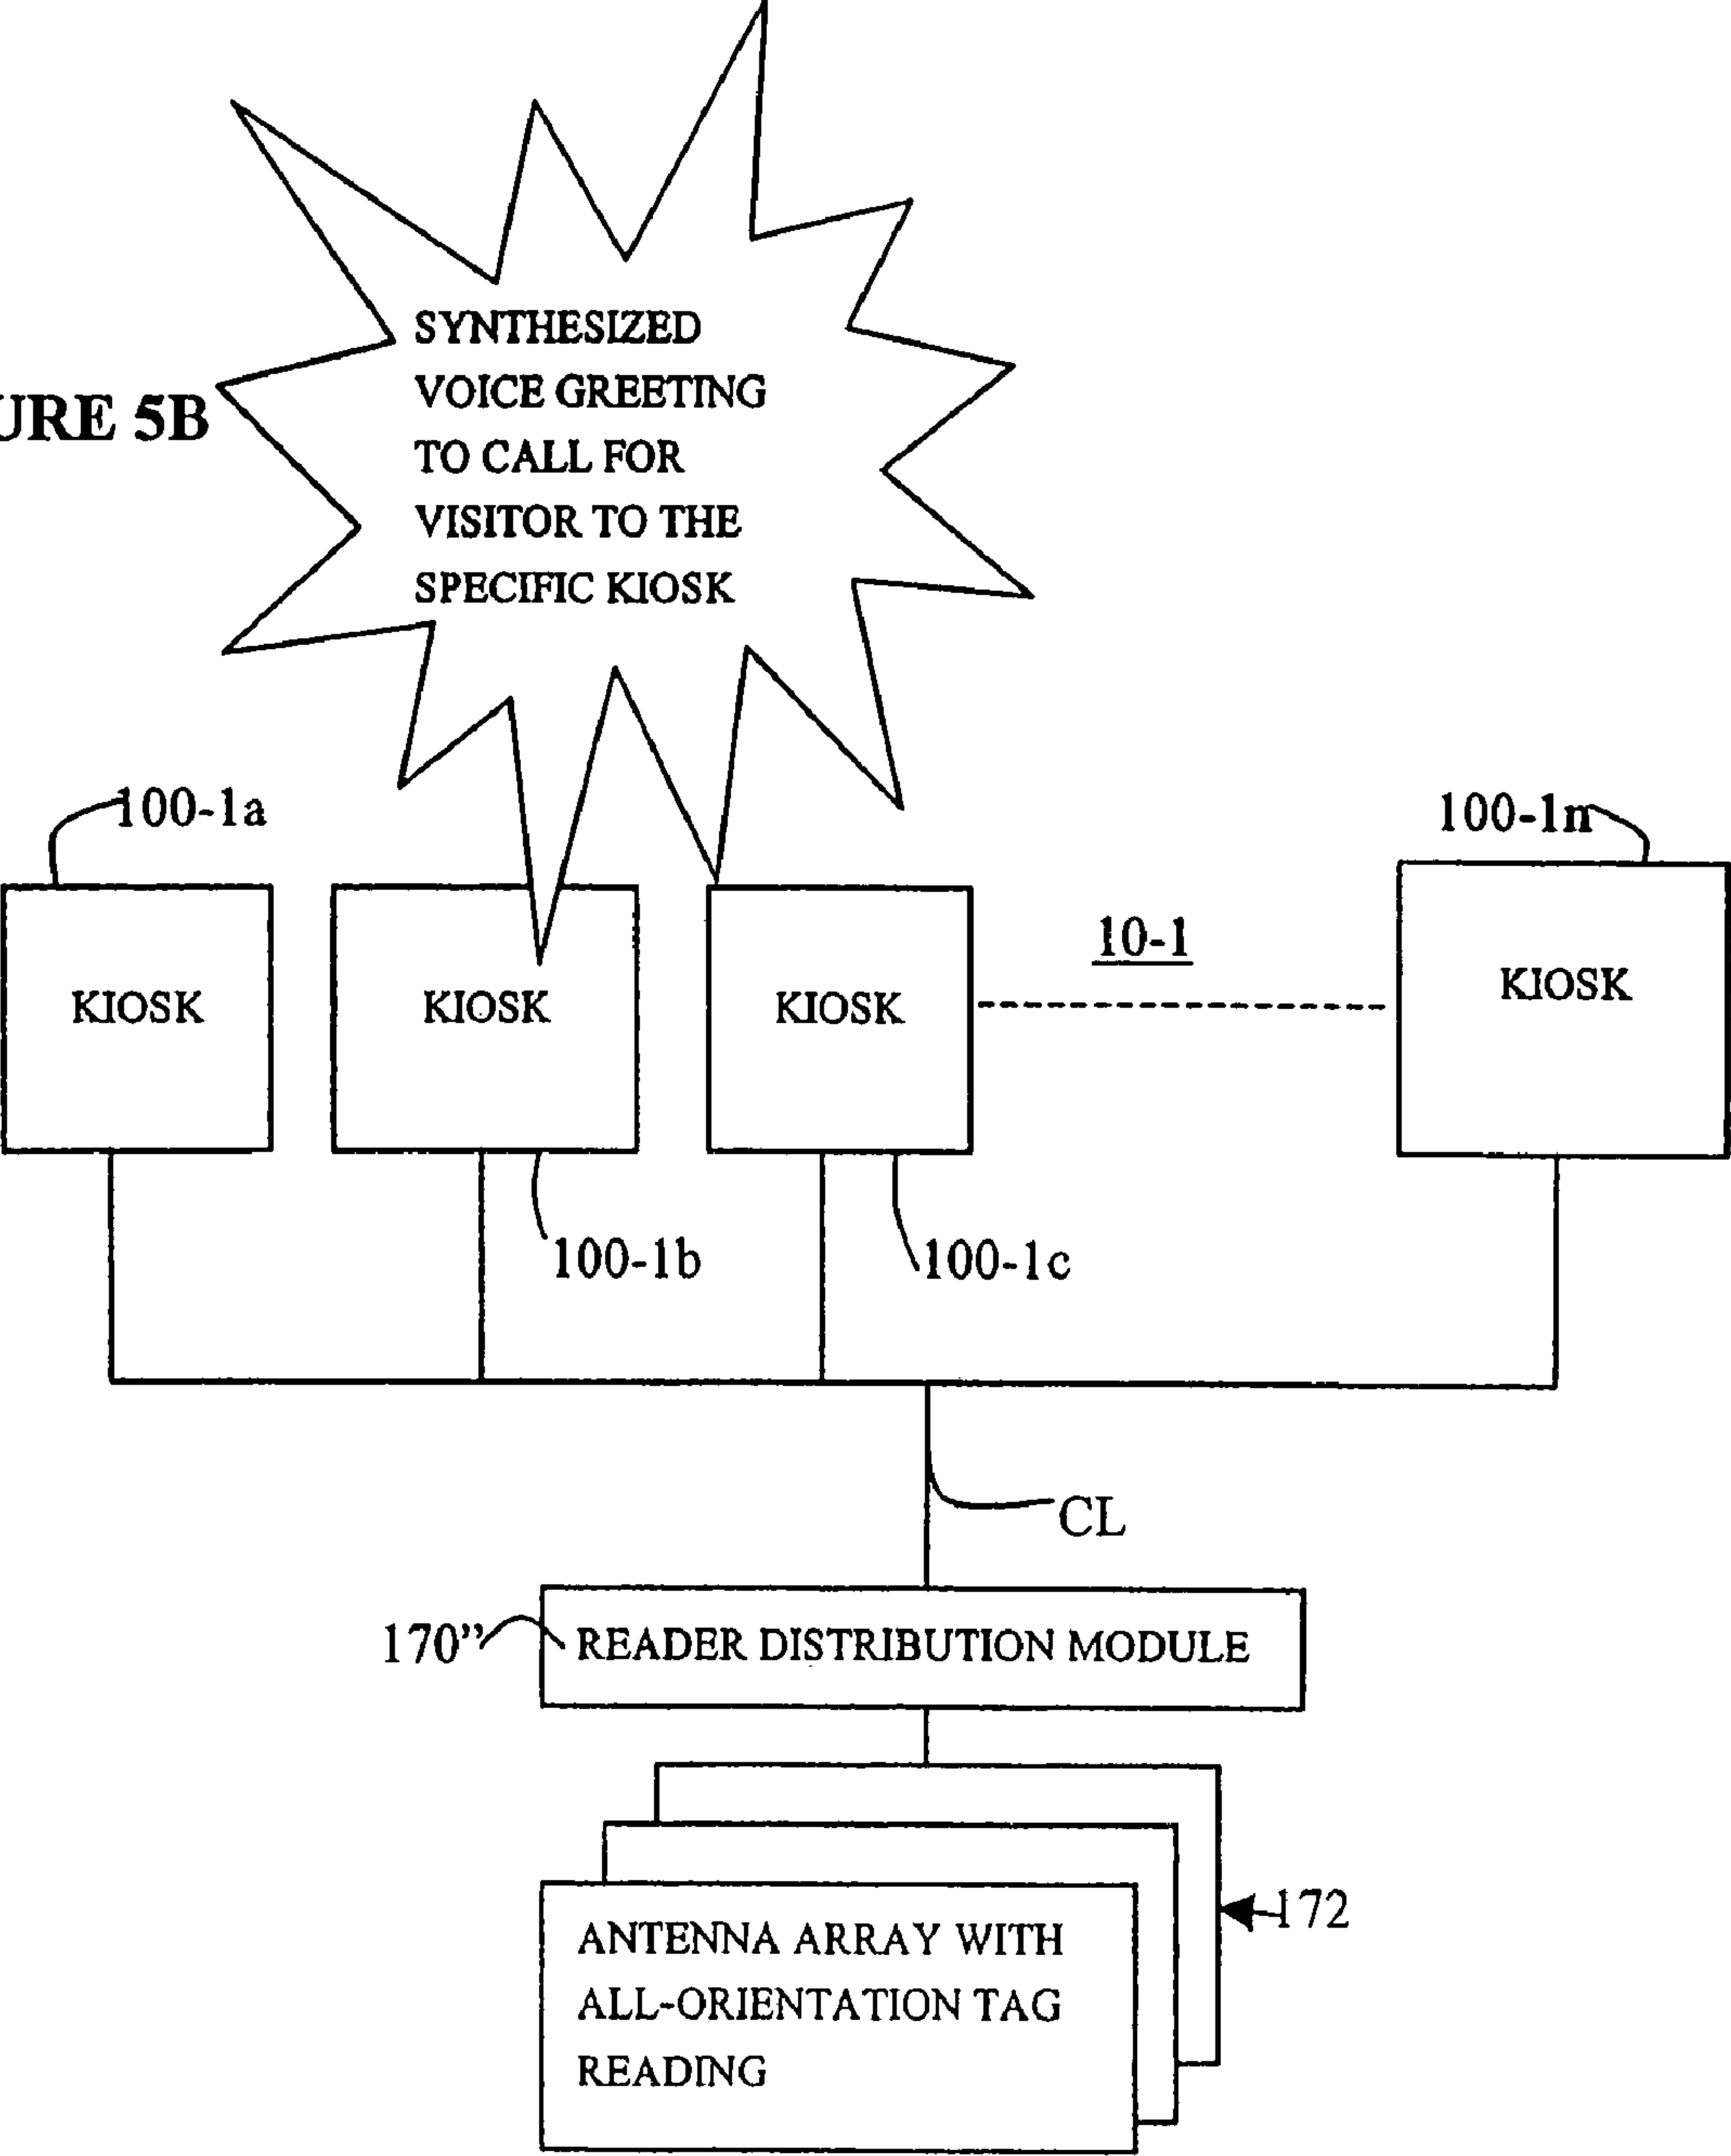 SYNTHESIZED
VOICE GREETING
TO CALL FOR
VISITOR TO THE
SPECIFIC KIOSK
URE 5B
100-1a
100-1n
10-1
KIOSK
KIOSK
KIOSK
KIOSK
100-1b
100-1c
CL
170”
READER DISTRIBUTION MODULE
172
ANTENNA ARRAY WITH
ALL-ORIENTATION TAG
READING